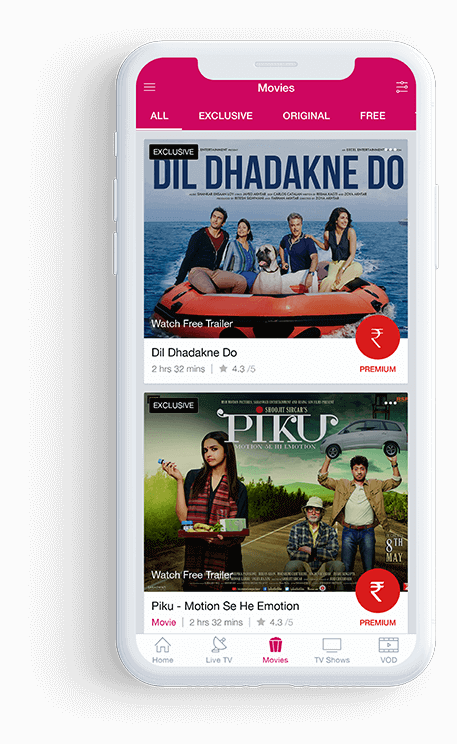 Movies
ALL EXCLUSIVE ORIGINAL FREE
EXCLUSIVE
DIL DHADAKNE DO
Watch Free Trailer
Dil Dhadakne Do
2 hrs 32 mins | 4.3 /5
₹
PREMIUM
EXCLUSIVE
SHOOJIT SIRCAR'S
PIKU
MOTION SE HE EMOTION
8TH
MAY
Watch Free Trailer
Piku - Motion Se He Emotion
Movie | 2 hrs 32 mins | 4.3 /5
₹
PREMIUM
Home Live TV Movies TV Shows VOD